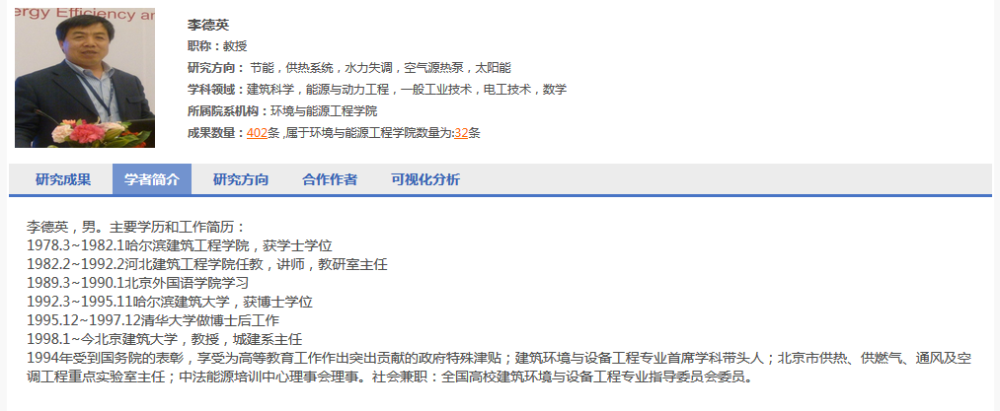 ergy Efficiency an
李德英
职称：教授
研究方向： 节能，供热系统，水力失调，空气源热泵，太阳能
学科领域：建筑科学，能源与动力工程，一般工业技术，电工技术，数学
所属院系机构：环境与能源工程学院
成果数量：402条 ,属于环境与能源工程学院数量为:32条
研究成果 学者简介 研究方向 合作作者 可视化分析
李德英，男。主要学历和工作简历：
1978.3~1982.1哈尔滨建筑工程学院，获学士学位
1982.2~1992.2河北建筑工程学院任教，讲师，教研室主任
1989.3~1990.1北京外国语学院学习
1992.3~1995.11哈尔滨建筑大学，获博士学位
1995.12~1997.12清华大学做博士后工作
1998.1~今北京建筑大学，教授，城建系主任
1994年受到国务院的表彰，享受为高等教育工作作出突出贡献的政府特殊津贴；建筑环境与设备工程专业首席学科带头人；北京市供热、供燃气、通风及空
调工程重点实验室主任；中法能源培训中心理事会理事。社会兼职：全国高校建筑环境与设备工程专业指导委员会委员。